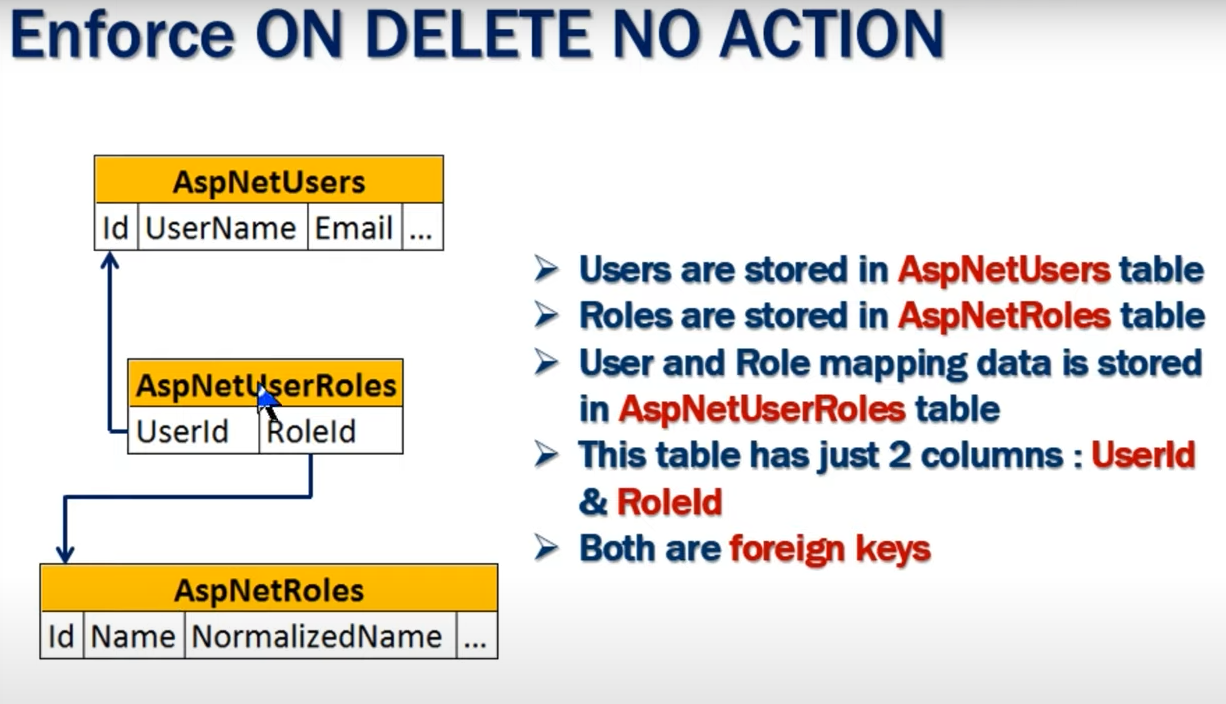 Enforce ON DELETE NO ACTION
AspNetUsers
Id UserName Email ...
AspNetUserRoles
UserId RoleId
AspNetRoles
Id Name NormalizedName ...
➢ Users are stored in AspNetUsers table
➢ Roles are stored in AspNetRoles table
➢ User and Role mapping data is stored
in AspNetUserRoles table
➢ This table has just 2 columns : UserId
& RoleId
➢ Both are foreign keys